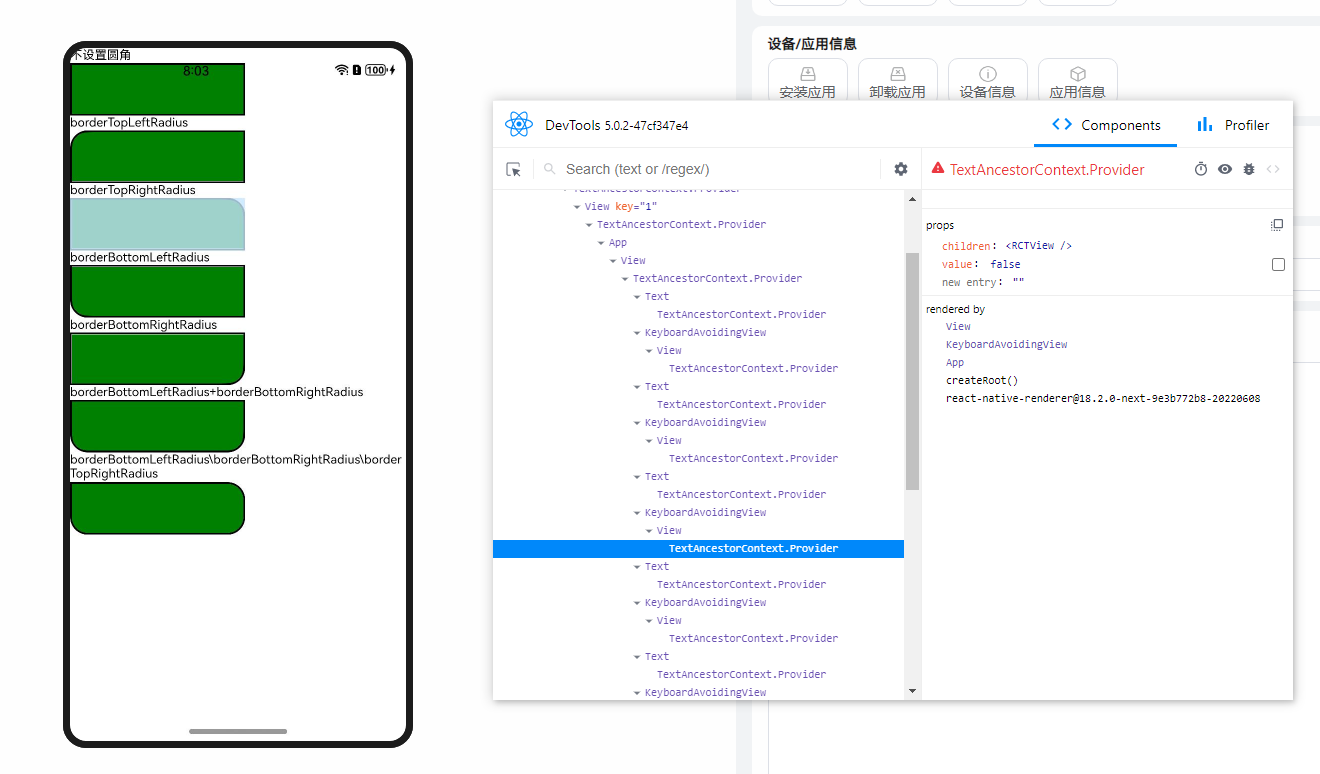 不设置圆角
8:03
100
borderTopLeftRadius
borderTopRightRadius
borderBottomLeftRadius
borderBottomRightRadius
borderBottomLeftRadius+borderBottomRightRadius
borderBottomLeftRadius\borderBottomRightRadius\border
TopRightRadius
设备/应用信息
安装应用
卸载应用
设备信息
应用信息
DevTools 5.0.2-47cf347e4
Components
Profiler
Search (text or /regex/)
TextAncestorContext.Provider
View key="1"
TextAncestorContext.Provider
App
View
TextAncestorContext.Provider
Text
TextAncestorContext.Provider
KeyboardAvoidingView
View
TextAncestorContext.Provider
Text
TextAncestorContext.Provider
KeyboardAvoidingView
View
TextAncestorContext.Provider
Text
TextAncestorContext.Provider
KeyboardAvoidingView
View
TextAncestorContext.Provider
Text
TextAncestorContext.Provider
KeyboardAvoidingView
View
TextAncestorContext.Provider
Text
TextAncestorContext.Provider
KeyboardAvoidingView
TextAncestorContext.Provider
props
children: <RCTView />
value: false
new entry: ""
rendered by
View
KeyboardAvoidingView
App
createRoot()
react-native-renderer@18.2.0-next-9e3b772b8-20220608